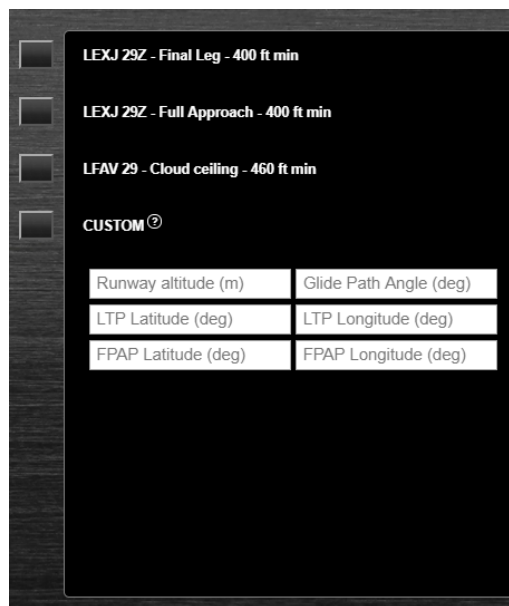 LEXJ 29Z - Final Leg - 400 ft min
LEXJ 29Z - Full Approach - 400 ft min
LFAV 29 - Cloud ceiling - 460 ft min
CUSTOM ?
Runway altitude (m) Glide Path Angle (deg)
LTP Latitude (deg) LTP Longitude (deg)
FPAP Latitude (deg) FPAP Longitude (deg)